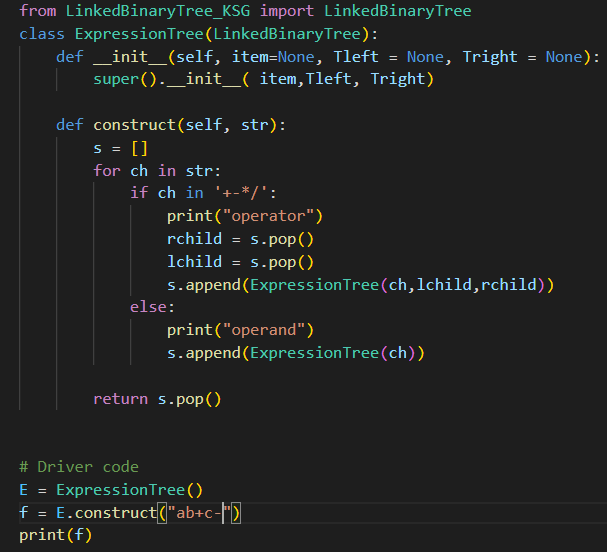 from LinkedBinaryTree_KSG import LinkedBinaryTree
class ExpressionTree(LinkedBinaryTree):
    def __init__(self, item=None, Tleft = None, Tright = None):
        super().__init__( item,Tleft, Tright)

    def construct(self, str):
        s = []
        for ch in str:
            if ch in '+-*/':
                print("operator")
                rchild = s.pop()
                lchild = s.pop()
                s.append(ExpressionTree(ch,lchild,rchild))
            else:
                print("operand")
                s.append(ExpressionTree(ch))

        return s.pop()


# Driver code
E = ExpressionTree()
f = E.construct("ab+c-")
print(f)